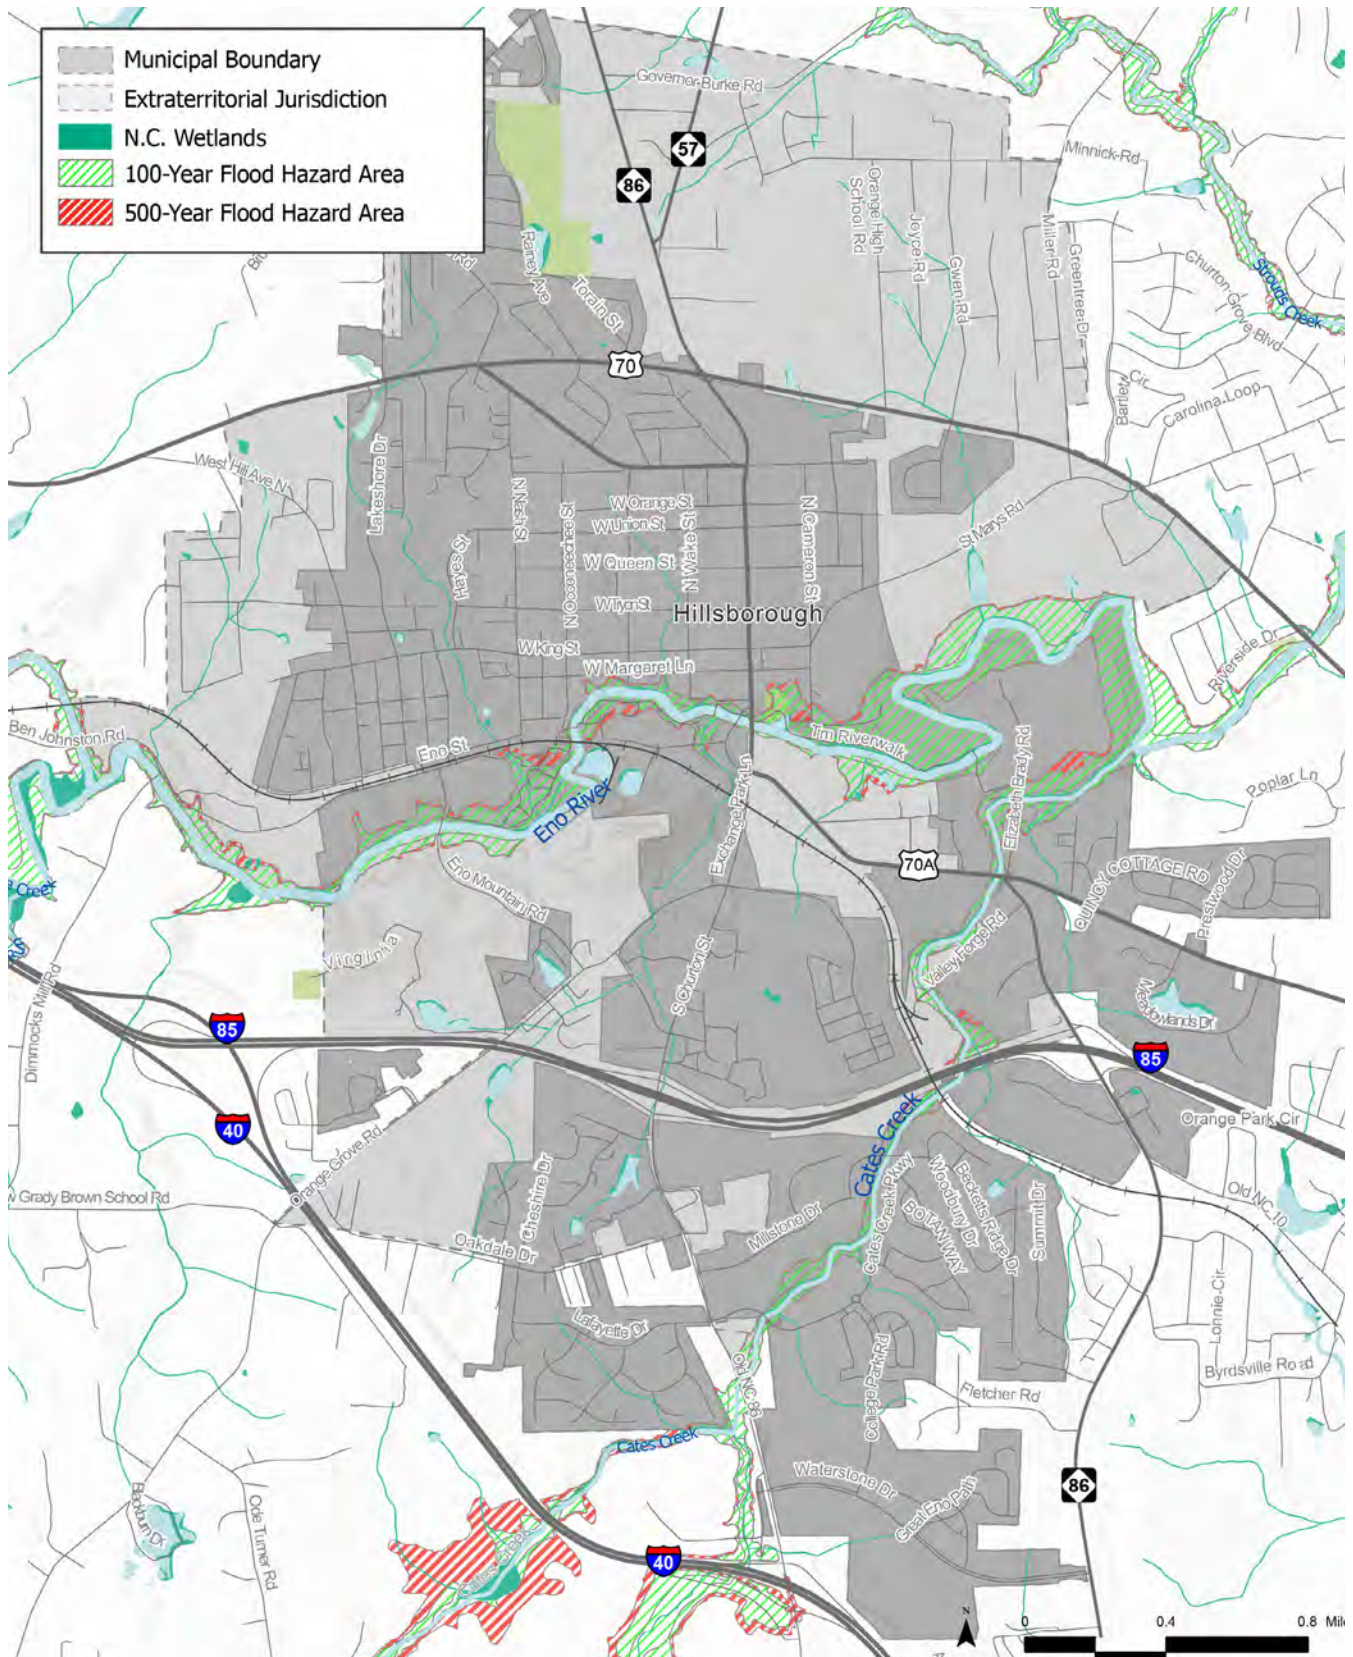 Municipal Boundary
Extraterritorial Jurisdiction
N.C. Wetlands
100-Year Flood Hazard Area
500-Year Flood Hazard Area
Governor Burke Rd
57
86
Minnick Rd
Orange High
School Rd
Joyce Rd
Gwen Rd
Miller Rd
Greentree Dr
Churton Grove Blvd
Strouds Creek
Rainey Ave
Rd
Torain St
70
Bartlett Cir
Carolina Loop
West Hill Ave N
Lakeshore Dr
Hayes St
N Occoneechee St
W Orange St
W Union St
W Queen St
W Tryon St
N Wake St
N Cameron St
St Marys Rd
Hillsborough
W King St
W Margaret Ln
Riverside Dr
Ben Johnston Rd
Eno St
Eno River
Exchange Park Ln
Elizabeth Brady Rd
Poplar Ln
70A
QUINCY COTTAGE RD
Prestwood Dr
Eno Mountain Rd
Virginia
Valley Forge Rd
S Churton St
Meadowlands Dr
Dimmocks Mill Rd
85
85
40
Orange Park Cir
Orange Grove Rd
Cates Creek
Grady Brown School Rd
Old NC 10
Cheshire Dr
Oakdale Dr
Millstone Dr
Cates Creek Pkwy
Woodbury Dr
BOTAN WAY
Becketts Ridge Dr
Summit Dr
Lonnie Cir
Lafayette Dr
Byrdsville Road
Old NC 86
College Park Rd
Fletcher Rd
Cates Creek
Waterstone Dr
Great Eno Path
86
Blackburn Dr
Ode Turner Rd
Cates Creek
40
N
0 0.4 0.8